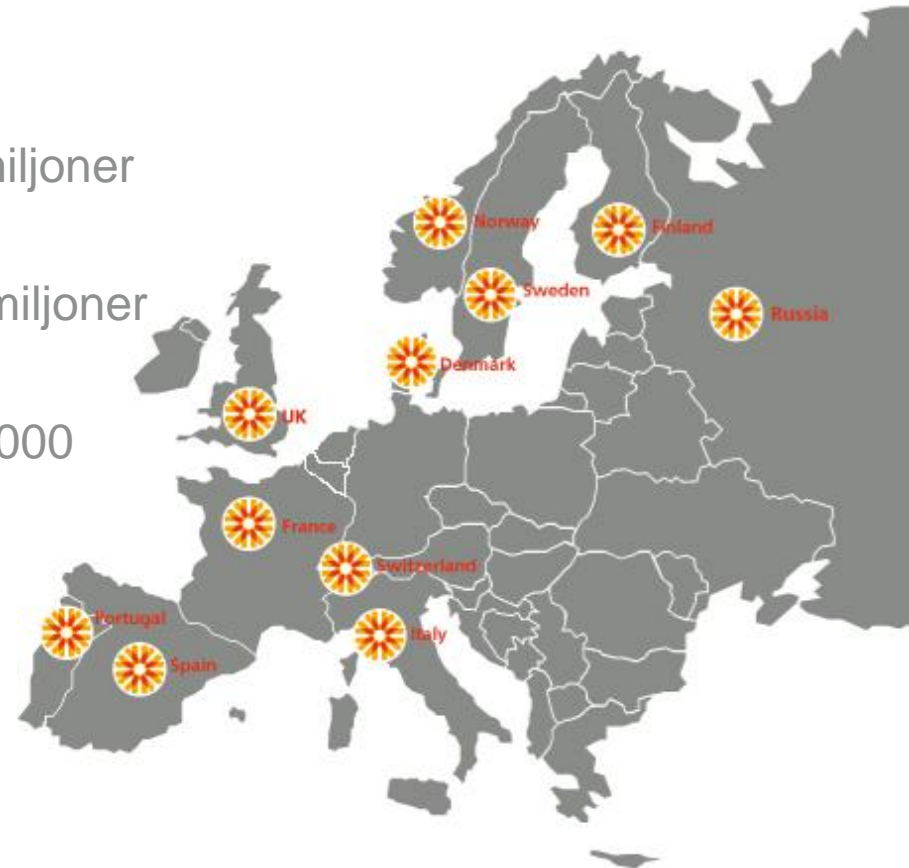 miljoner
Norway
Finland
Sweden
miljoner
Russia
Denmark
UK
000
France
Switzerland
Portugal
Italy
Spain